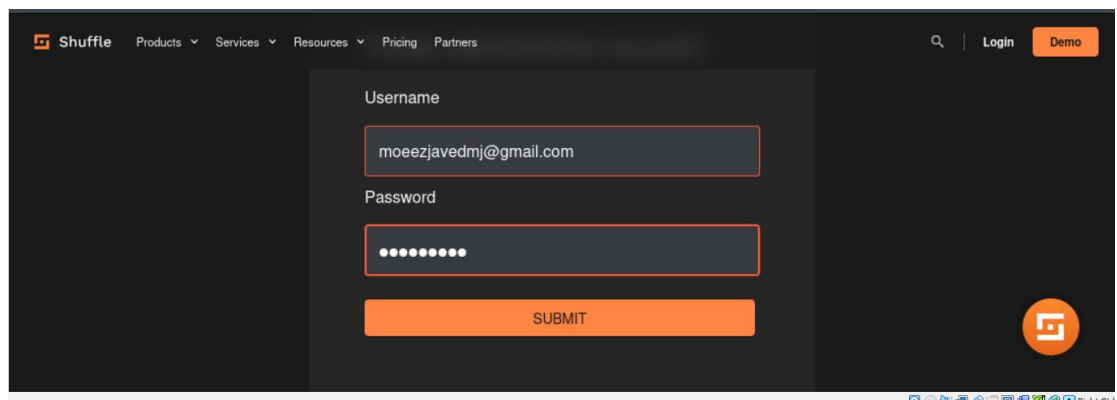 Shuffle Products Services Resources Pricing Partners Login Demo
Username
moeezjavedmj@gmail.com
Password
SUBMIT